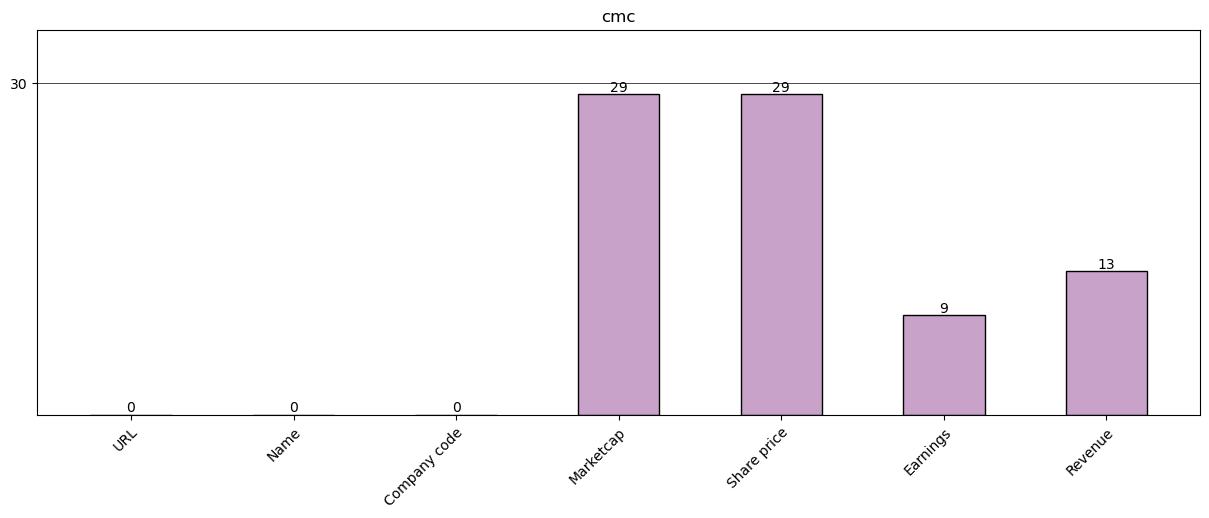 cmc
30
29
29
13
9
0
0
0
URL
Name
Company code
Marketcap
Share price
Earnings
Revenue